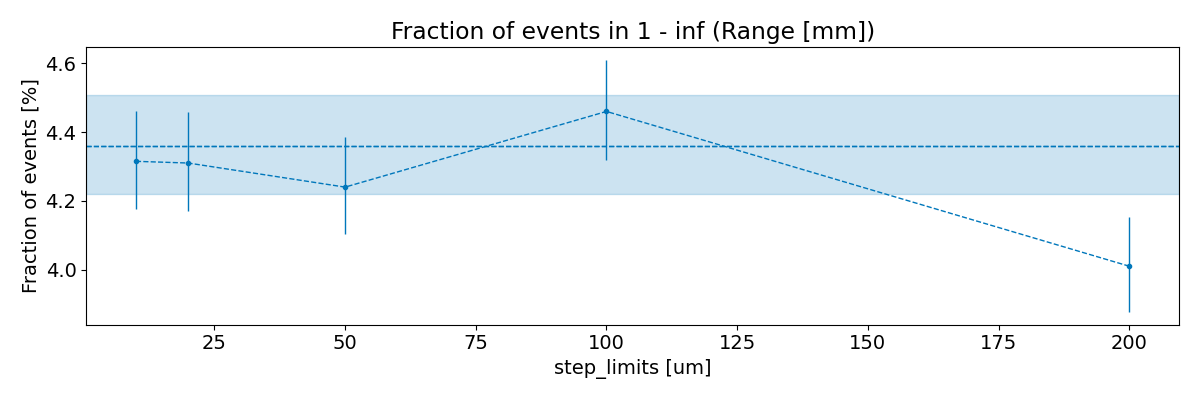 Fraction of events in 1 - inf (Range [mm])
Fraction of events [%]
4.6
4.4
4.2
4.0
25 50 75 100 125 150 175 200
step_limits [um]